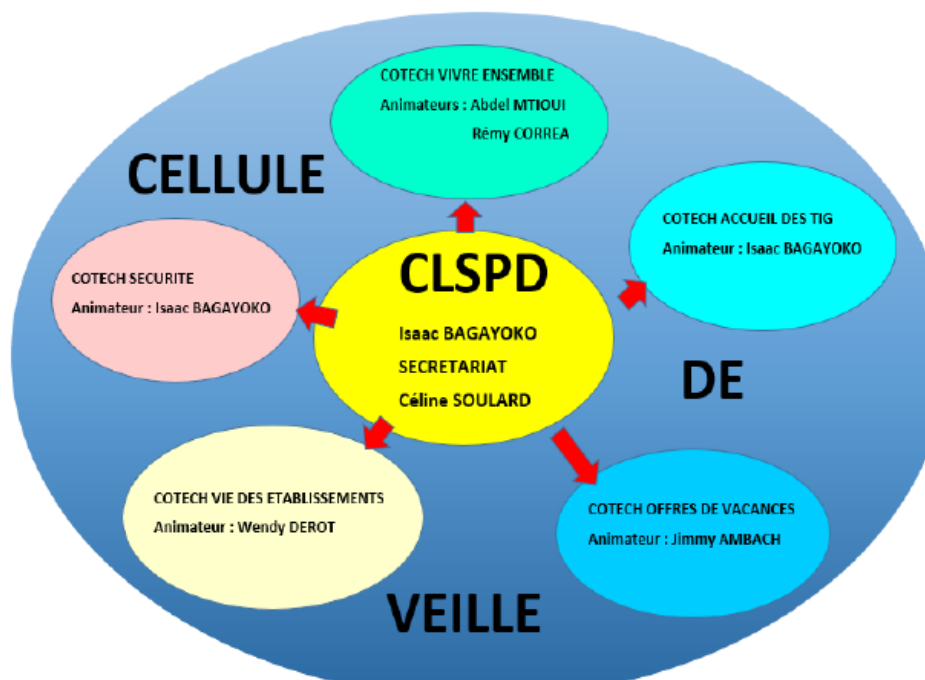 COTECH VIVRE ENSEMBLE
Animateurs : Abdel MTIOUI
Rémy CORREA
CELLULE
COTECH ACCUEIL DES TIG
Animateur : Isaac BAGAYOKO
COTECH SECURITE
Animateur : Isaac BAGAYOKO
CLSPD
Isaac BAGAYOKO
SECRETARIAT
Céline SOULARD
DE
COTECH VIE DES ETABLISSEMENTS
Animateur : Wendy DEROT
COTECH OFFRES DE VACANCES
Animateur : Jimmy AMBACH
VEILLE